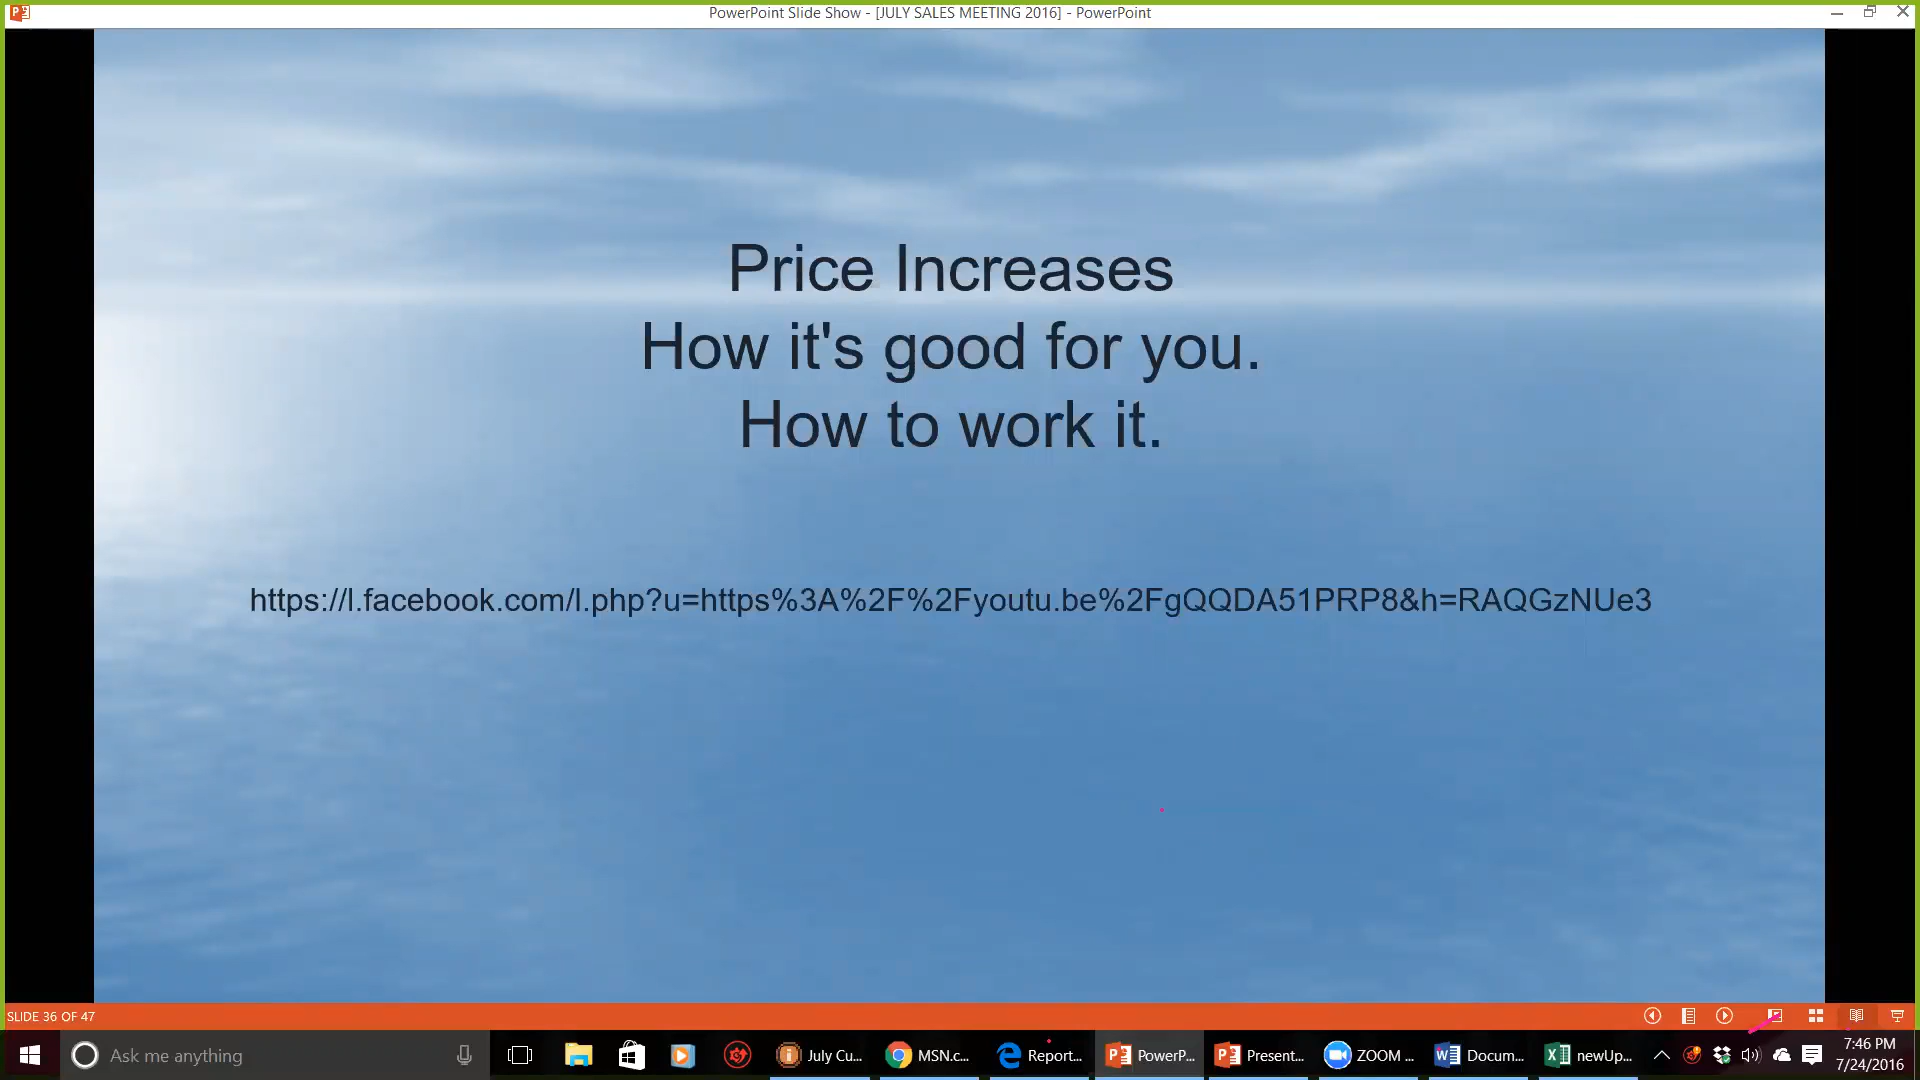 PowerPoint Slide Show - [JULY SALES MEETING 2016] - PowerPoint
Price Increases
How it's good for you.
How to work it.
https://l.facebook.com/l.php?u=https%3A%2F%2Fyoutu.be%2FgQQDA51PRP8&h=RAQGzNUe3
SLIDE 36 OF 47
Ask me anything
July Cu...
MSN.c...
Report...
PowerP...
Present...
ZOOM ...
Docum...
newUp...
7:46 PM
7/24/2016